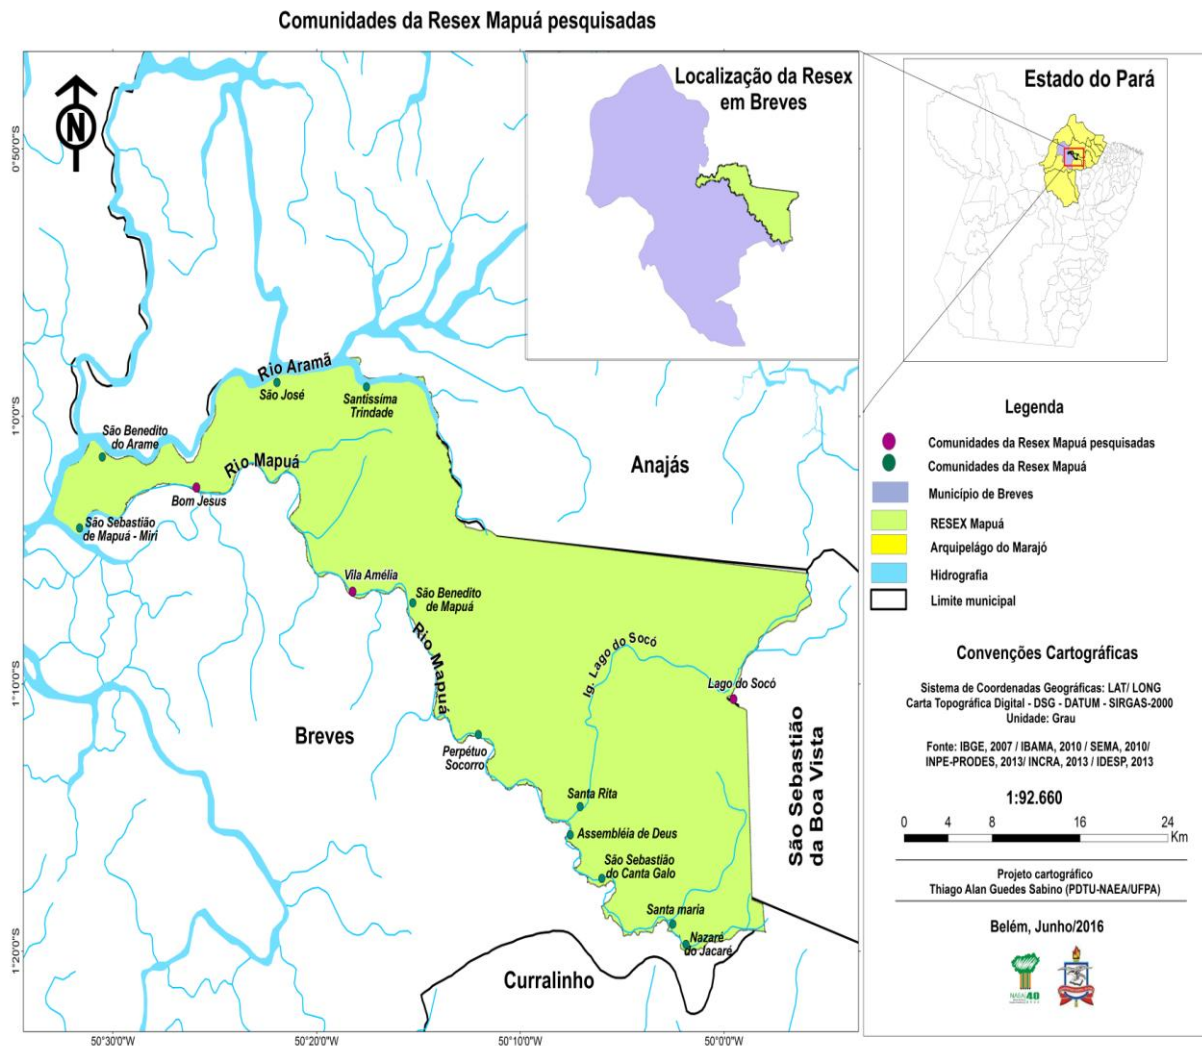 Comunidades da Resex Mapuá pesquisadas
N
Localização da Resex
em Breves
Estado do Pará
0°50'0"S
1°0'0"S
1°10'0"S
1°20'0"S
Rio Aramã
São José
Santissíma
Trindade
São Benedito
do Arame
Rio Mapuá
Bom Jesus
São Sebastião
de Mapuá - Miri
Anajás
Vila Amélia
São Benedito
de Mapuá
Rio Mapuá
Ig. Lago do Socó
Lago do Socó
Breves
Perpétuo
Socorro
São Sebastião
da Boa Vista
Santa Rita
Assembléia de Deus
São Sebastião
do Canta Galo
Santa maria
Nazaré
do Jacaré
Curralinho
50°30'0"W
50°20'0"W
50°10'0"W
50°0'0"W
Legenda
Comunidades da Resex Mapuá pesquisadas
Comunidades da Resex Mapuá
Município de Breves
RESEX Mapuá
Arquipelágo do Marajó
Hidrografia
Limite municipal
Convenções Cartográficas
Sistema de Coordenadas Geográficas: LAT/ LONG
Carta Topográfica Digital - DSG - DATUM - SIRGAS-2000
Unidade: Grau
Fonte: IBGE, 2007 / IBAMA, 2010 / SEMA, 2010/
INPE-PRODES, 2013/ INCRA, 2013 / IDESP, 2013
1:92.660
0 4 8 16 24
Km
Projeto cartográfico
Thiago Alan Guedes Sabino (PDTU-NAEA/UFPA)
Belém, Junho/2016
NAEA 40